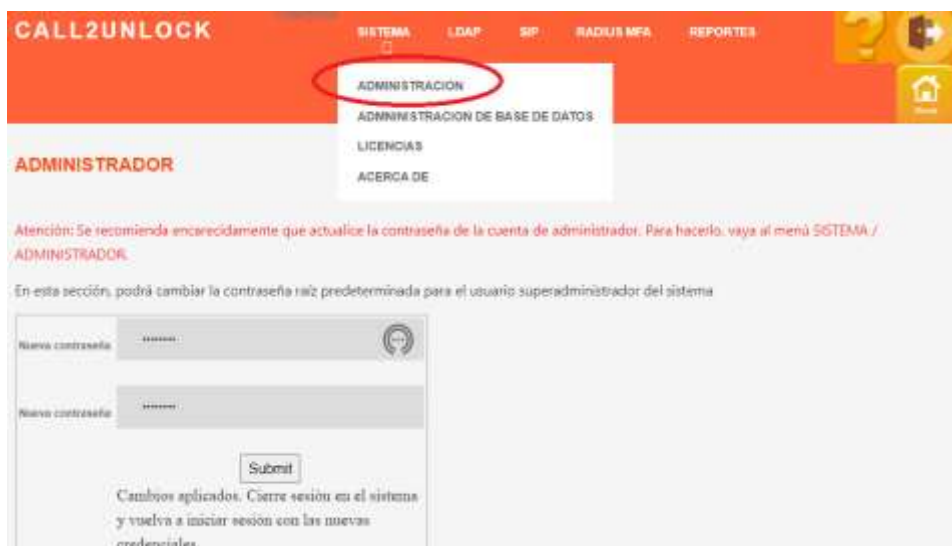 CALL2UNLOCK
SISTEMA LDAP SIP RADIUS MFA REPORTES
ADMINISTRACIÓN
ADMNINISTRACION DE BASE DE DATOS
LICENCIAS
ACERCA DE
ADMINISTRADOR
Atención: Se recomienda encarecidamente que actualice la contraseña de la cuenta de administrador. Para hacerlo, vaya al menú SISTEMA /
ADMINISTRADOR.
En esta sección, podrá cambiar la contraseña raíz predeterminada para el usuario superadministrador del sistema
Nueva contraseña ••••••••
Nueva contraseña ••••••••
Submit
Cambios aplicados. Cierre sesión en el sistema
y vuelva a iniciar sesión con las nuevas
credenciales